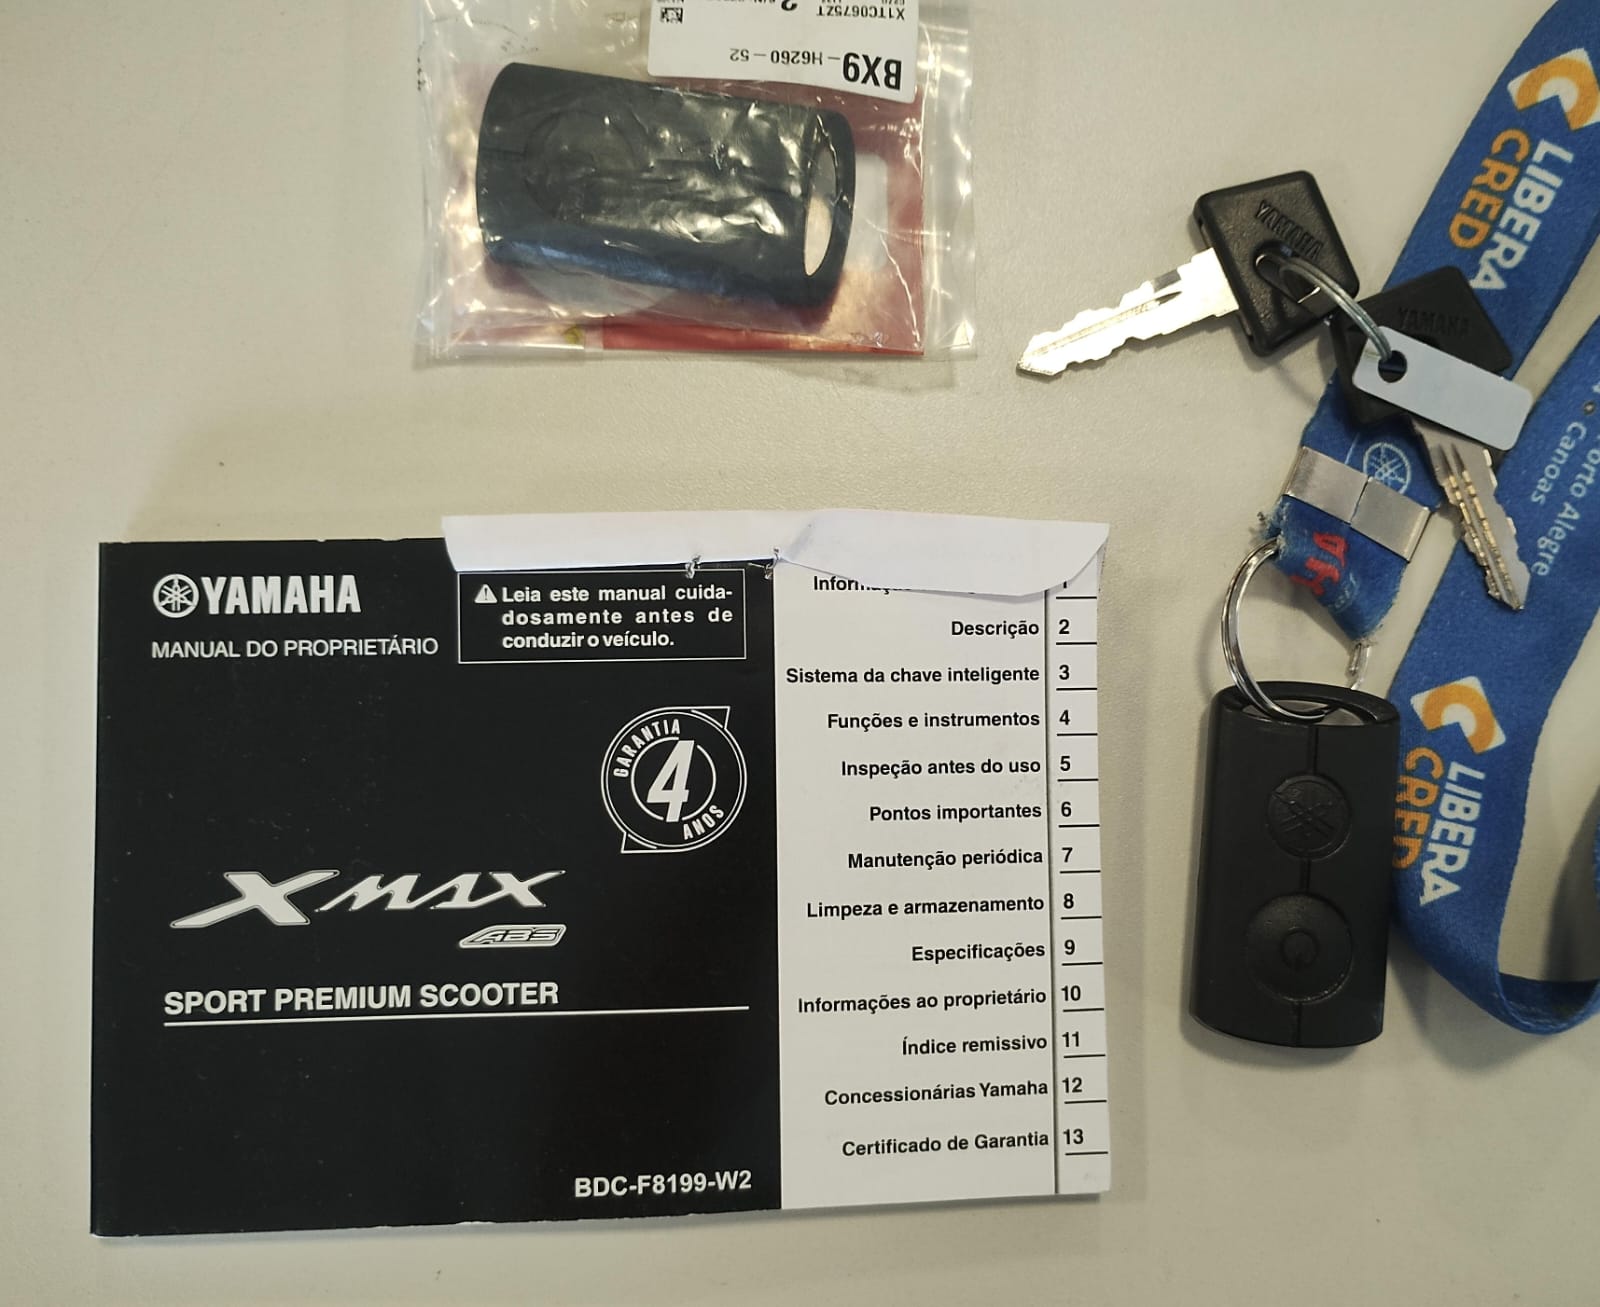 X1TC0675ZT
BX9-H6260-52
YAMAHA
YAMAHA
LIBERA
CRED
Canoas
orto Alegre
LIBERA
CRED
YAMAHA
MANUAL DO PROPRIETÁRIO
Leia este manual cuida-
dosamente antes de
conduzir o veículo.
GARANTIA
4
ANOS
XMAX
ABS
SPORT PREMIUM SCOOTER
BDC-F8199-W2
Descrição 2
Sistema da chave inteligente 3
Funções e instrumentos 4
Inspeção antes do uso 5
Pontos importantes 6
Manutenção periódica 7
Limpeza e armazenamento 8
Especificações 9
Informações ao proprietário 10
Índice remissivo 11
Concessionárias Yamaha 12
Certificado de Garantia 13